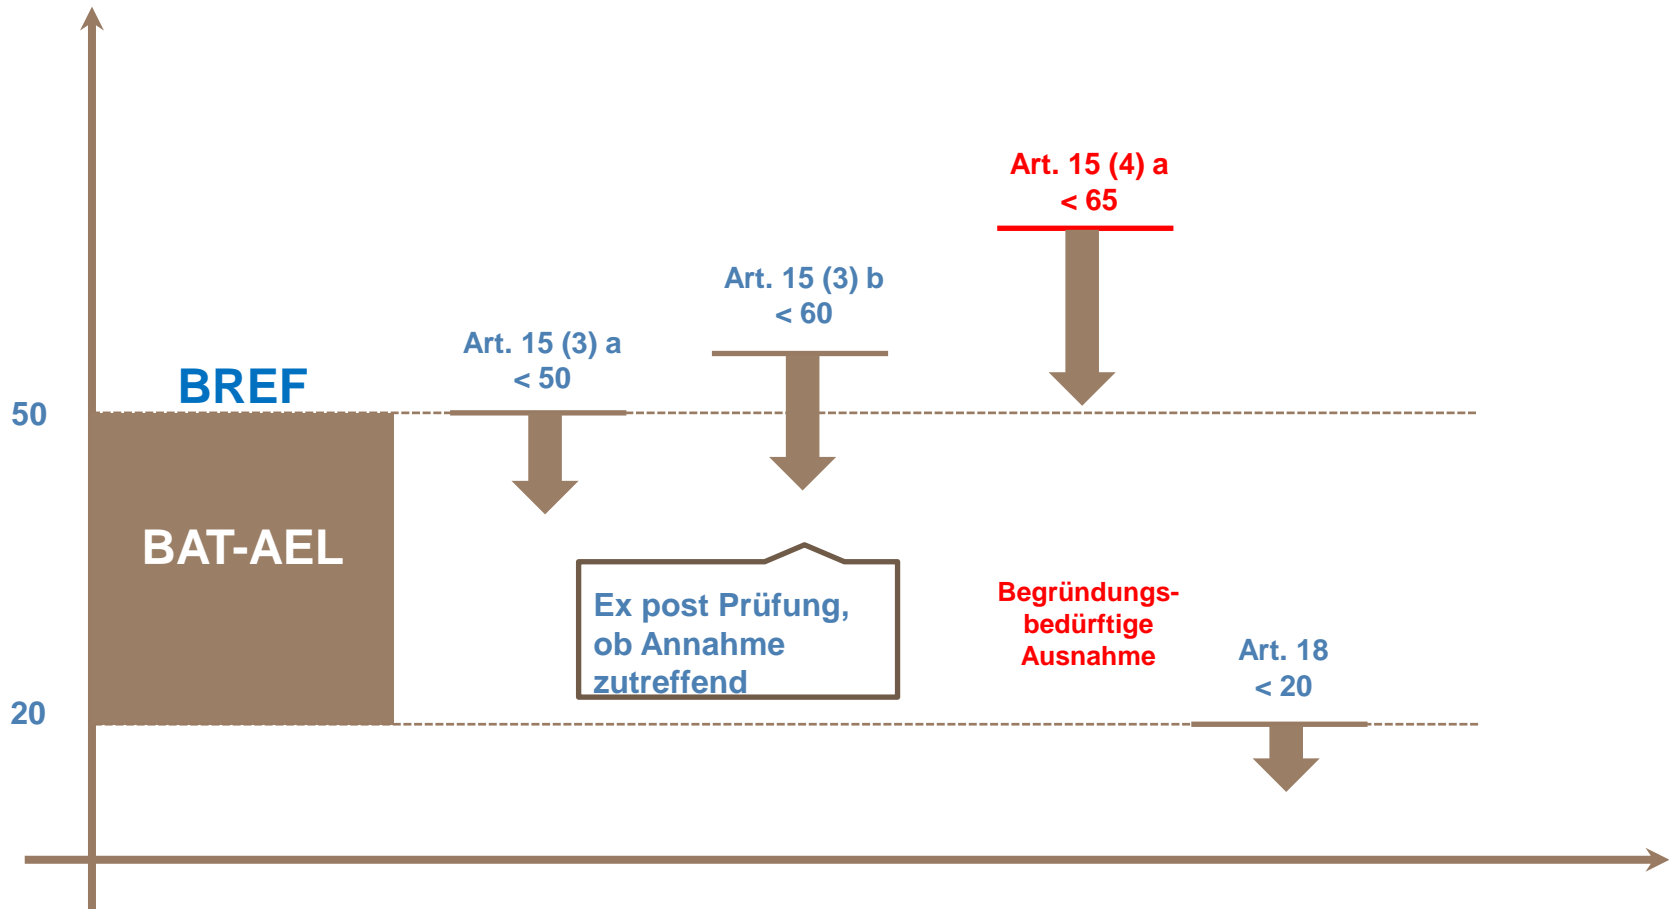 Art. 15 (4) a
< 65
Art. 15 (3) b
< 60
Art. 15 (3) a
< 50
BREF
50
BAT-AEL
Ex post Prüfung,
ob Annahme
zutreffend
Begründungs-
bedürftige
Ausnahme
Art. 18
< 20
20